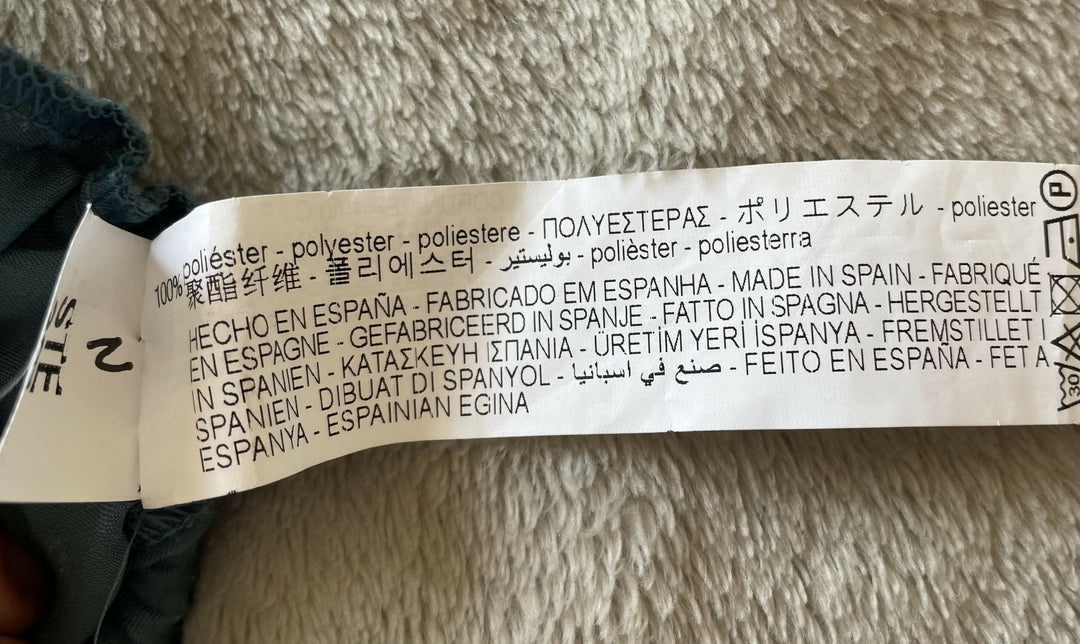 100% poliéster - polyester - poliestere - ΠΟΛΥΕΣΤΕΡΑΣ - ポリエステル - poliester
聚酯纤维 - 폴리에스터 - بوليستير - polièster - poliesterra
HECHO EN ESPAÑA - FABRICADO EM ESPANHA - MADE IN SPAIN - FABRIQUÉ
EN ESPAGNE - GEFABRICEERD IN SPANJE - FATTO IN SPAGNA - HERGESTELLT
IN SPANIEN - ΚΑΤΑΣΚΕΥΗ ΙΣΠΑΝΙΑ - ÜRETİM YERİ İSPANYA - FREMSTILLET I
SPANIEN - DIBUAT DI SPANYOL - صنع في اسبانيا - FEITO EN ESPAÑA - FET A
ESPANYA - ESPAINIAN EGINA
STE
2
P
30